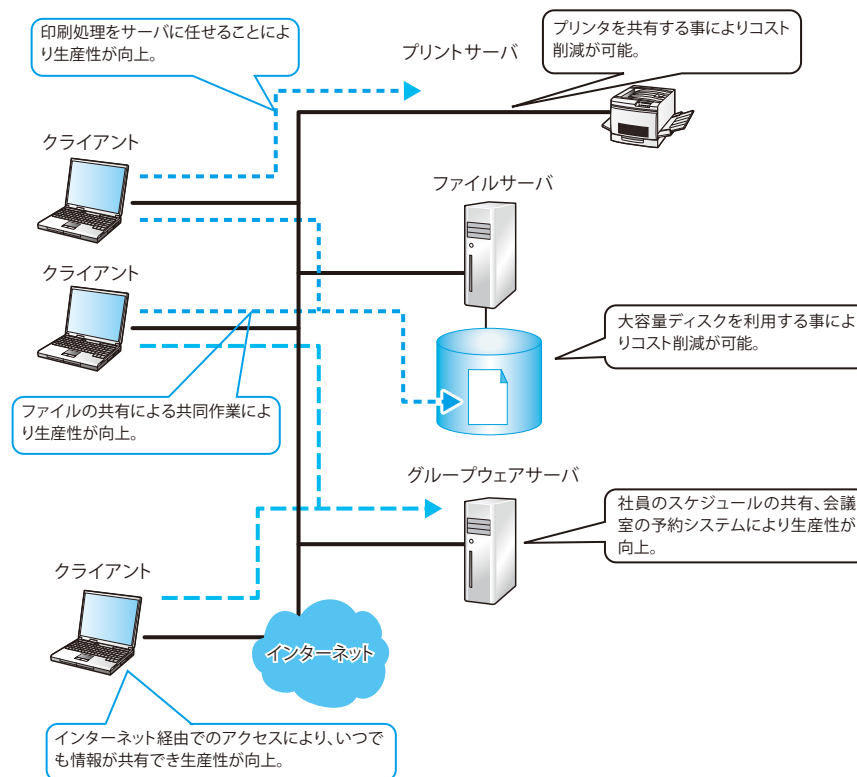 印刷処理をサーバに任せることによ
り生産性が向上。
プリントサーバ
プリンタを共有する事によりコスト
削減が可能。
クライアント
ファイルサーバ
クライアント
大容量ディスクを利用する事によ
りコスト削減が可能。
ファイルの共有による共同作業によ
り生産性が向上。
グループウェアサーバ
社員のスケジュールの共有、会議
室の予約システムにより生産性が
向上。
クライアント
インターネット
インターネット経由でのアクセスにより、いつで
も情報が共有でき生産性が向上。